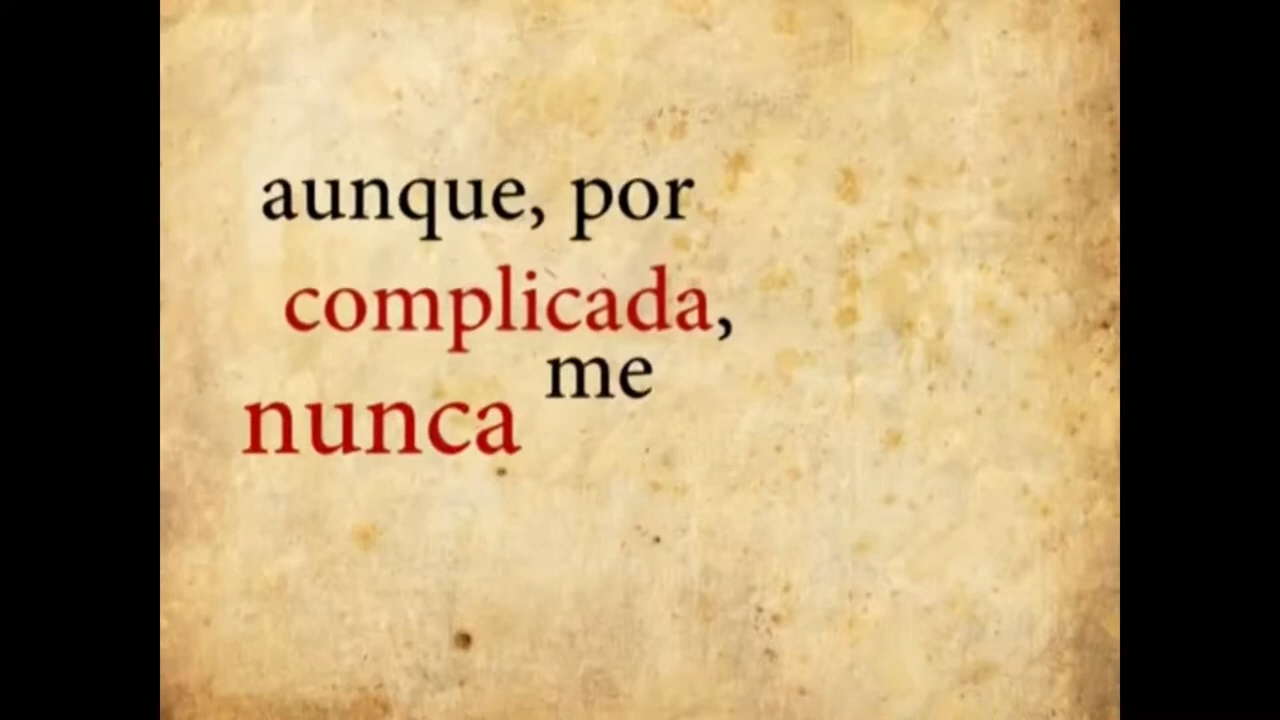 aunque, por
complicada,
nunca me